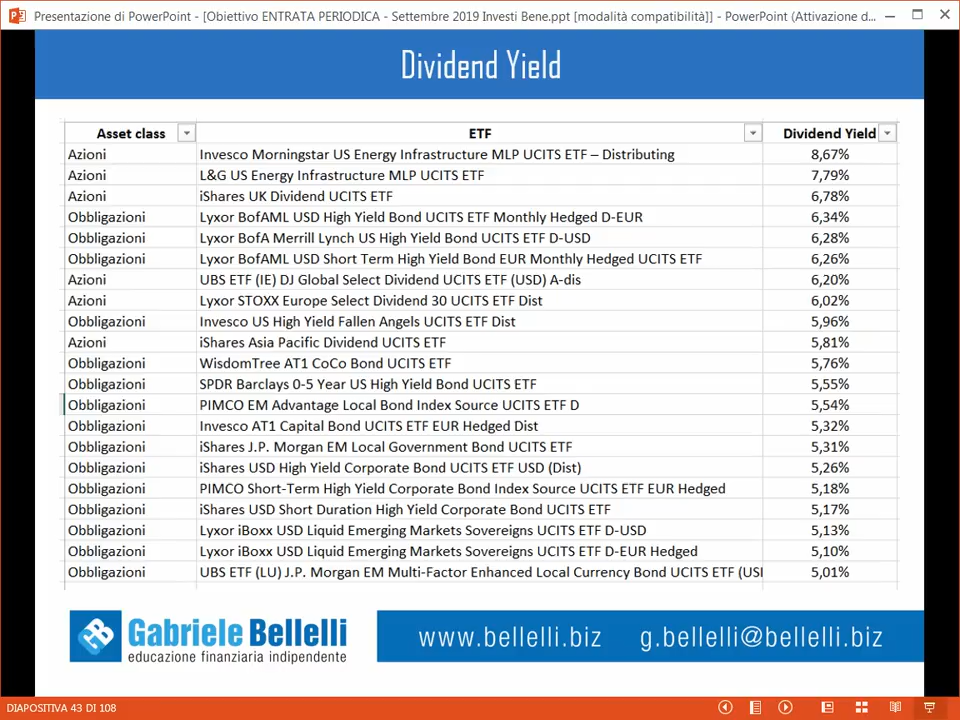 Presentazione di PowerPoint - [Obiettivo ENTRATA PERIODICA - Settembre 2019 Investi Bene.ppt [modalità compatibilità]] - PowerPoint (Attivazione d...
Dividend Yield
Asset class ETF Dividend Yield
Azioni Invesco Morningstar US Energy Infrastructure MLP UCITS ETF – Distributing 8,67%
Azioni L&G US Energy Infrastructure MLP UCITS ETF 7,79%
Azioni iShares UK Dividend UCITS ETF 6,78%
Obbligazioni Lyxor BofAML USD High Yield Bond UCITS ETF Monthly Hedged D-EUR 6,34%
Obbligazioni Lyxor BofA Merrill Lynch US High Yield Bond UCITS ETF D-USD 6,28%
Obbligazioni Lyxor BofAML USD Short Term High Yield Bond EUR Monthly Hedged UCITS ETF 6,26%
Azioni UBS ETF (IE) DJ Global Select Dividend UCITS ETF (USD) A-dis 6,20%
Azioni Lyxor STOXX Europe Select Dividend 30 UCITS ETF Dist 6,02%
Obbligazioni Invesco US High Yield Fallen Angels UCITS ETF Dist 5,96%
Azioni iShares Asia Pacific Dividend UCITS ETF 5,81%
Obbligazioni WisdomTree AT1 CoCo Bond UCITS ETF 5,76%
Obbligazioni SPDR Barclays 0-5 Year US High Yield Bond UCITS ETF 5,55%
Obbligazioni PIMCO EM Advantage Local Bond Index Source UCITS ETF D 5,54%
Obbligazioni Invesco AT1 Capital Bond UCITS ETF EUR Hedged Dist 5,32%
Obbligazioni iShares J.P. Morgan EM Local Government Bond UCITS ETF 5,31%
Obbligazioni iShares USD High Yield Corporate Bond UCITS ETF USD (Dist) 5,26%
Obbligazioni PIMCO Short-Term High Yield Corporate Bond Index Source UCITS ETF EUR Hedged 5,18%
Obbligazioni iShares USD Short Duration High Yield Corporate Bond UCITS ETF 5,17%
Obbligazioni Lyxor iBoxx USD Liquid Emerging Markets Sovereigns UCITS ETF D-USD 5,13%
Obbligazioni Lyxor iBoxx USD Liquid Emerging Markets Sovereigns UCITS ETF D-EUR Hedged 5,10%
Obbligazioni UBS ETF (LU) J.P. Morgan EM Multi-Factor Enhanced Local Currency Bond UCITS ETF (USI 5,01%
Gabriele Bellelli
educazione finanziaria indipendente
www.bellelli.biz g.bellelli@bellelli.biz
DIAPOSITIVA 43 DI 108